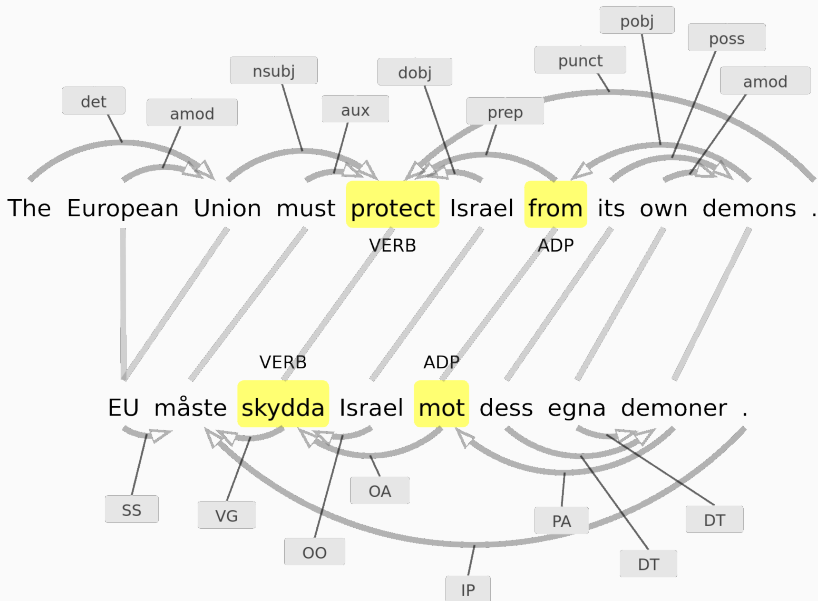 pobj
poss
punct
amod
nsubj
dobj
det
amod
aux
prep
The European Union must protect Israel from its own demons .
VERB ADP
VERB ADP
EU måste skydda Israel mot dess egna demoner .
SS
VG
OO
OA
PA
DT
DT
IP